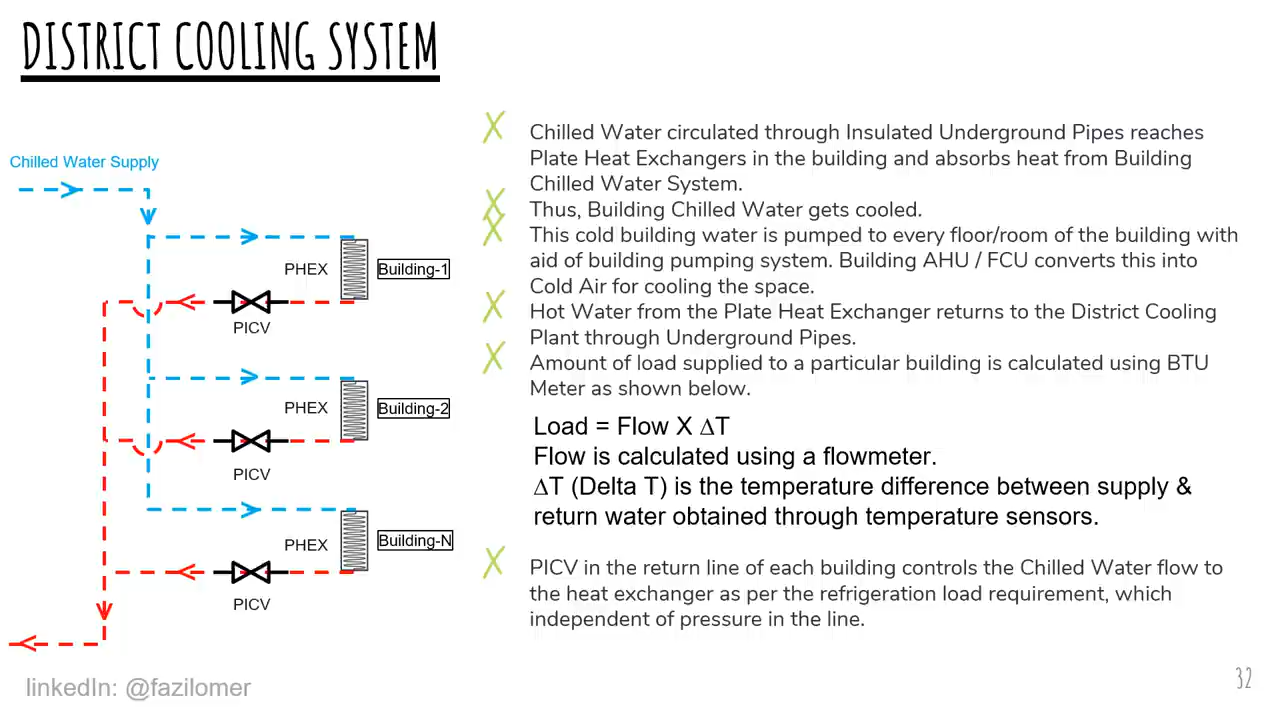 DISTRICT COOLING SYSTEM
Chilled Water Supply
PHEX
Building-1
PICV
PHEX
Building-2
PICV
PHEX
Building-N
PICV
Chilled Water circulated through Insulated Underground Pipes reaches
Plate Heat Exchangers in the building and absorbs heat from Building
Chilled Water System.
Thus, Building Chilled Water gets cooled.
This cold building water is pumped to every floor/room of the building with
aid of building pumping system. Building AHU / FCU converts this into
Cold Air for cooling the space.
Hot Water from the Plate Heat Exchanger returns to the District Cooling
Plant through Underground Pipes.
Amount of load supplied to a particular building is calculated using BTU
Meter as shown below.
Load = Flow X ∆T
Flow is calculated using a flowmeter.
∆T (Delta T) is the temperature difference between supply &
return water obtained through temperature sensors.
PICV in the return line of each building controls the Chilled Water flow to
the heat exchanger as per the refrigeration load requirement, which
independent of pressure in the line.
linkedIn: @fazilomer
32